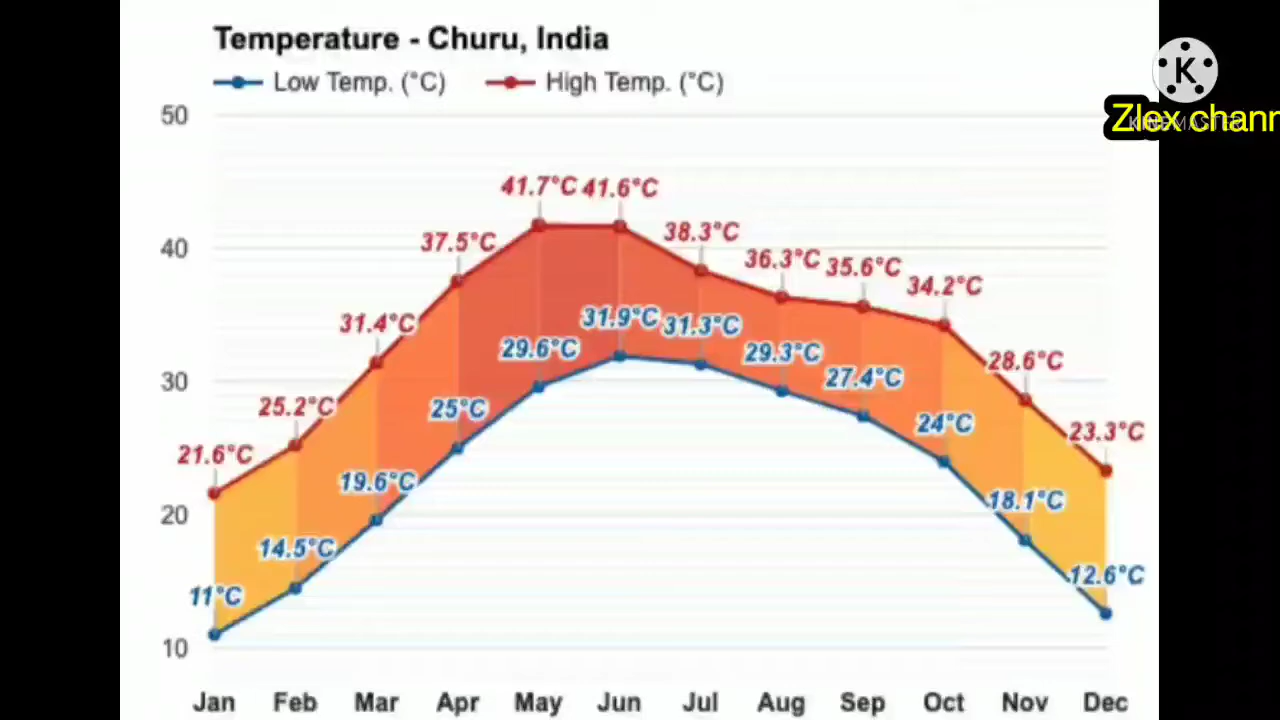 Temperature - Churu, India
Low Temp. (°C) High Temp. (°C)
K
Zlex chann
KINEMASTER
50
41.7°C 41.6°C
38.3°C
37.5°C
40
36.3°C 35.6°C
34.2°C
31.4°C
31.9°C 31.3°C
29.6°C
29.3°C
28.6°C
30
27.4°C
25.2°C
25°C
24°C
23.3°C
21.6°C
19.6°C
18.1°C
20
14.5°C
12.6°C
11°C
10
Jan Feb Mar Apr May Jun Jul Aug Sep Oct Nov Dec